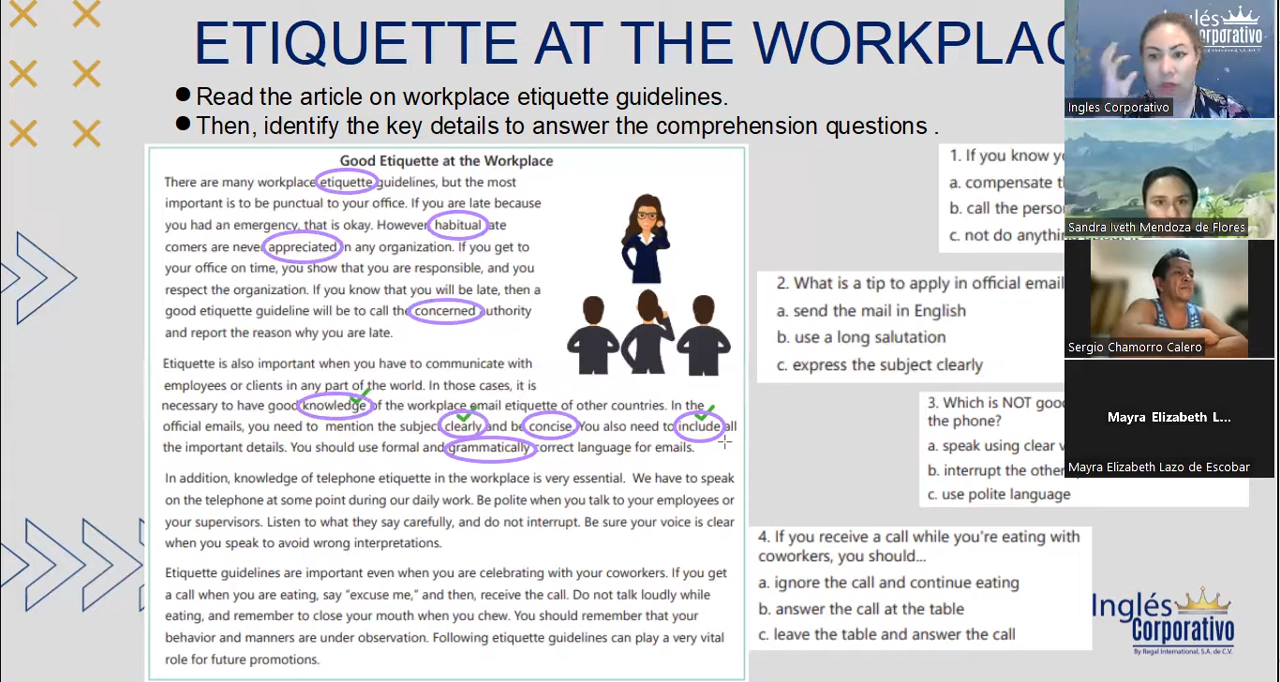 ETIQUETTE AT THE WORKPLAC
Read the article on workplace etiquette guidelines.
Then, identify the key details to answer the comprehension questions .
Good Etiquette at the Workplace
There are many workplace etiquette guidelines, but the most
important is to be punctual to your office. If you are late because
you had an emergency, that is okay. However, habitual late
comers are never appreciated in any organization. If you get to
your office on time, you show that you are responsible, and you
respect the organization. If you know that you will be late, then a
good etiquette guideline will be to call the concerned authority
and report the reason why you are late.
Etiquette is also important when you have to communicate with
employees or clients in any part of the world. In those cases, it is
necessary to have good knowledge of the workplace email etiquette of other countries. In the
official emails, you need to mention the subject clearly and be concise. You also need to include all
the important details. You should use formal and grammatically correct language for emails.
In addition, knowledge of telephone etiquette in the workplace is very essential. We have to speak
on the telephone at some point during our daily work. Be polite when you talk to your employees or
your supervisors. Listen to what they say carefully, and do not interrupt. Be sure your voice is clear
when you speak to avoid wrong interpretations.
Etiquette guidelines are important even when you are celebrating with your coworkers. If you get
a call when you are eating, say “excuse me,” and then, receive the call. Do not talk loudly while
eating, and remember to close your mouth when you chew. You should remember that your
behavior and manners are under observation. Following etiquette guidelines can play a very vital
role for future promotions.
1. If you know yo
a. compensate th
b. call the person
c. not do anything
2. What is a tip to apply in official email
a. send the mail in English
b. use a long salutation
c. express the subject clearly
3. Which is NOT good
the phone?
a. speak using clear v
b. interrupt the other
c. use polite language
4. If you receive a call while you're eating with
coworkers, you should...
a. ignore the call and continue eating
b. answer the call at the table
c. leave the table and answer the call
Ingles Corporativo
Sandra Iveth Mendoza de Flores
Sergio Chamorro Calero
Mayra Elizabeth L...
Mayra Elizabeth Lazo de Escobar
Inglés
Corporativo
By Regal International, S.A. de C.V.